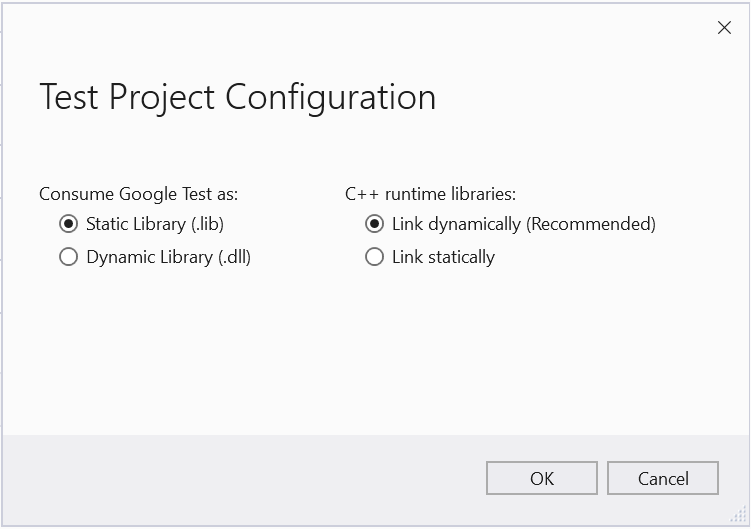 Test Project Configuration
Consume Google Test as:
Static Library (.lib)
Dynamic Library (.dll)
C++ runtime libraries:
Link dynamically (Recommended)
Link statically
OK
Cancel